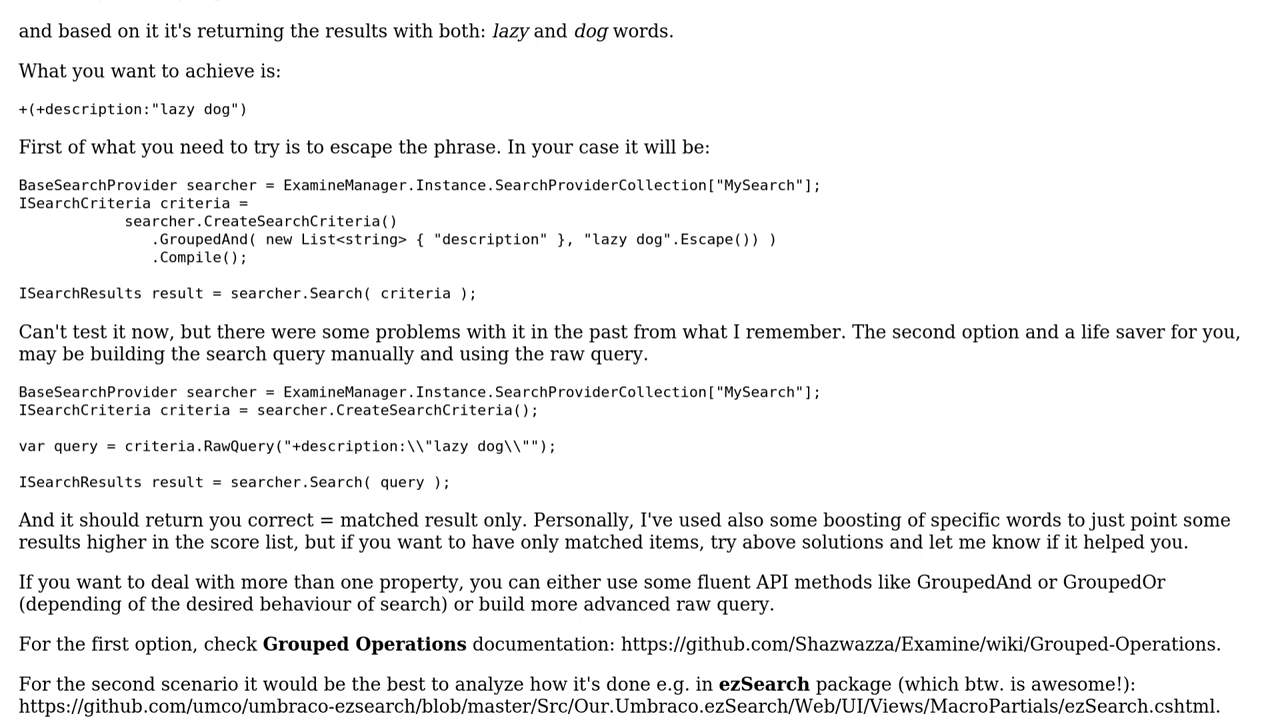 and based on it it's returning the results with both: lazy and dog words.
What you want to achieve is:
+(+description:"lazy dog")
First of what you need to try is to escape the phrase. In your case it will be:
BaseSearchProvider searcher = ExamineManager.Instance.SearchProviderCollection["MySearch"];
ISearchCriteria criteria =
            searcher.CreateSearchCriteria()
               .GroupedAnd( new List<string> { "description" }, "lazy dog".Escape()) )
               .Compile();
ISearchResults result = searcher.Search( criteria );
Can't test it now, but there were some problems with it in the past from what I remember. The second option and a life saver for you,
may be building the search query manually and using the raw query.
BaseSearchProvider searcher = ExamineManager.Instance.SearchProviderCollection["MySearch"];
ISearchCriteria criteria = searcher.CreateSearchCriteria();
var query = criteria.RawQuery("+description:\\"lazy dog\\"");
ISearchResults result = searcher.Search( query );
And it should return you correct = matched result only. Personally, I've used also some boosting of specific words to just point some
results higher in the score list, but if you want to have only matched items, try above solutions and let me know if it helped you.
If you want to deal with more than one property, you can either use some fluent API methods like GroupedAnd or GroupedOr
(depending of the desired behaviour of search) or build more advanced raw query.
For the first option, check Grouped Operations documentation: https://github.com/Shazwazza/Examine/wiki/Grouped-Operations.
For the second scenario it would be the best to analyze how it's done e.g. in ezSearch package (which btw. is awesome!):
https://github.com/umco/umbraco-ezsearch/blob/master/Src/Our.Umbraco.ezSearch/Web/UI/Views/MacroPartials/ezSearch.cshtml.